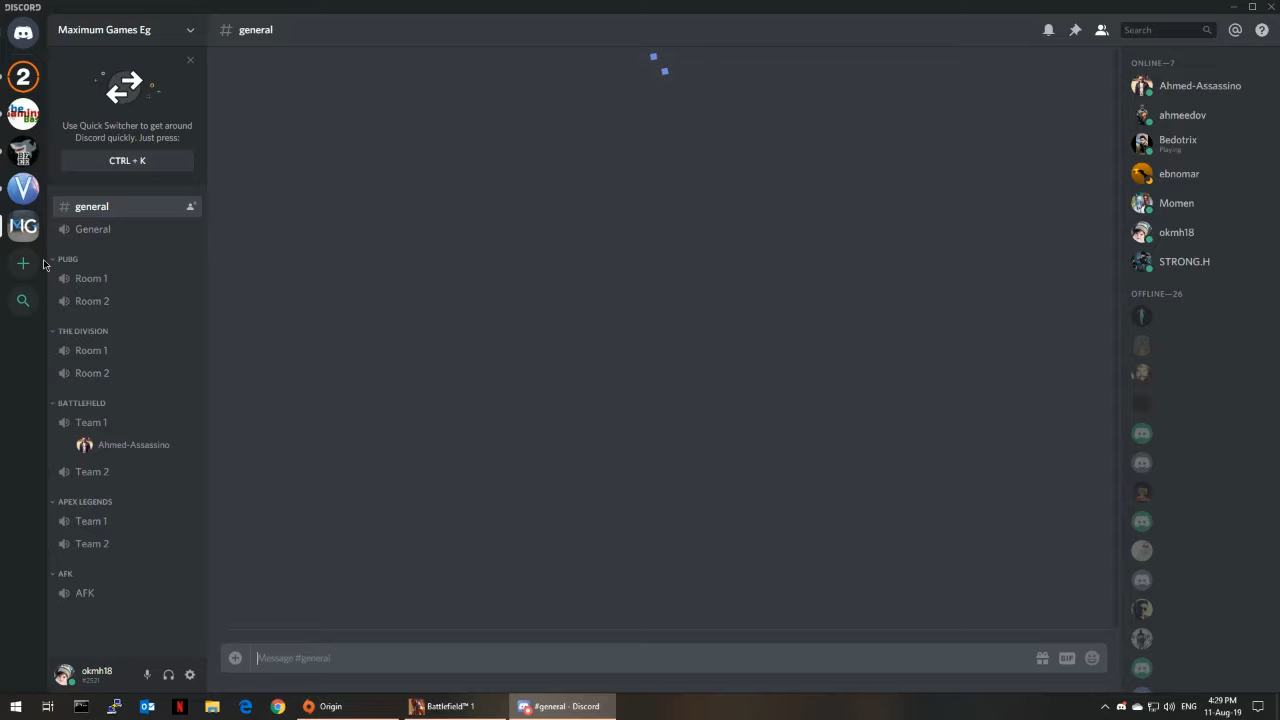 DISCORD
Maximum Games Eg
general
Search
2
Use Quick Switcher to get around
Discord quickly. Just press:
CTRL + K
general
General
PUBG
Room 1
Room 2
THE DIVISION
Room 1
Room 2
BATTLEFIELD
Team 1
Ahmed-Assassino
Team 2
APEX LEGENDS
Team 1
Team 2
AFK
AFK
V
MG
ONLINE—7
Ahmed-Assassino
ahmeedov
Bedotrix
Playing
ebnomar
Momen
okmh18
STRONG.H
OFFLINE—26
okmh18
#2521
Message #general
GIF
Origin
Battlefield™ 1
#general - Discord
4:29 PM
11-Aug-19